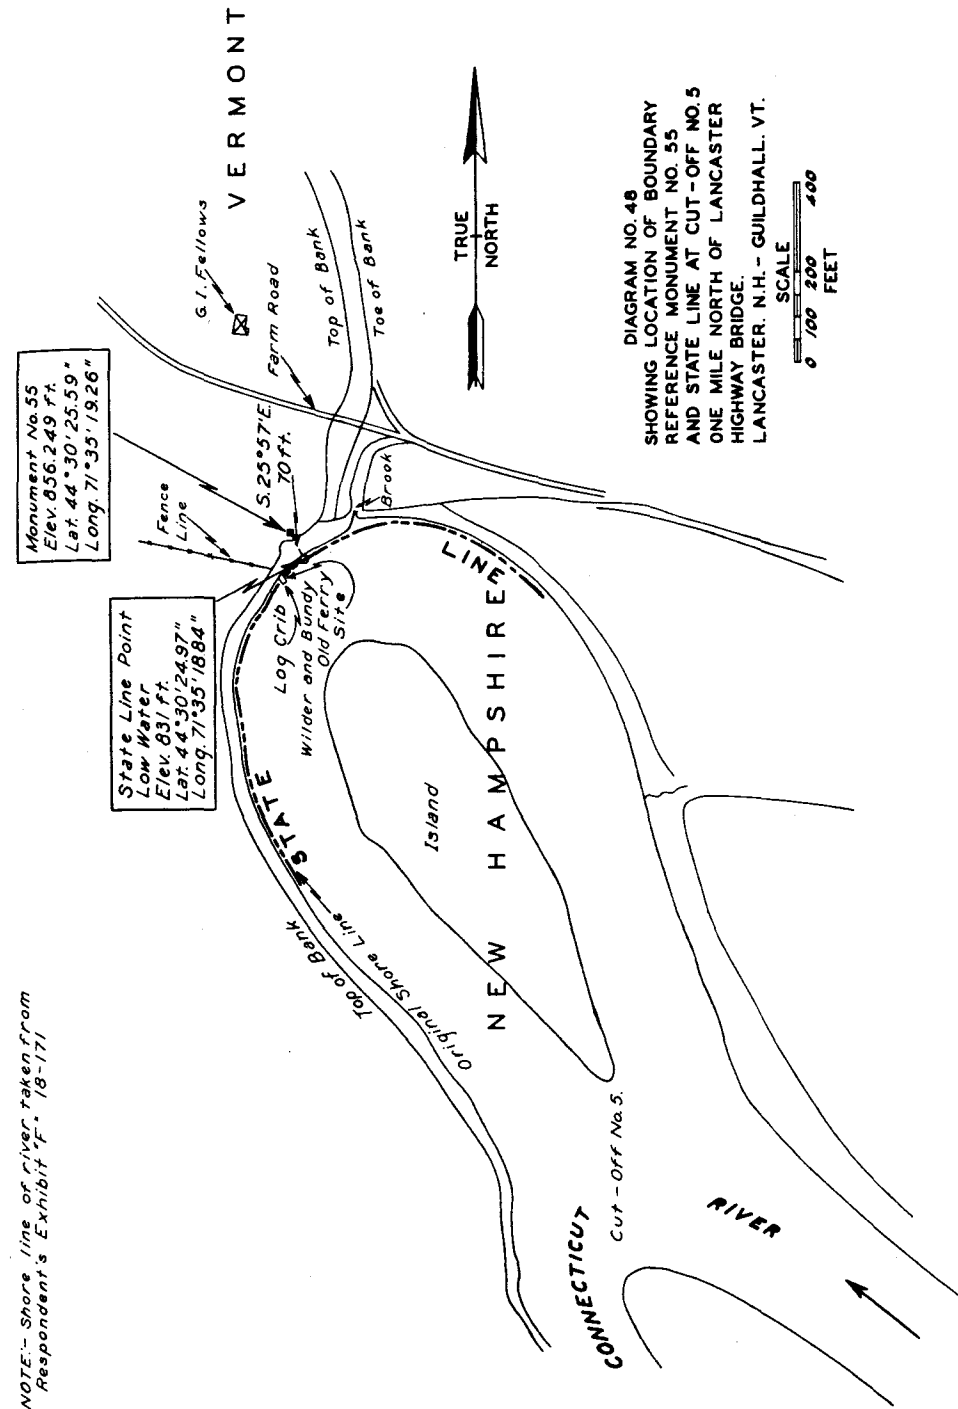 NOTE:- Shore line of river taken from
Respondent's Exhibit "F" 18-171
State Line Point
Low Water
Elev. 831 ft.
Lat. 44°30'24.97"
Long. 71°35'18.84"
Monument No. 55
Elev. 856.249 ft.
Lat. 44°30'25.59"
Long. 71°35'19.26"
VERMONT
G. I. Fellows
Fence
Line
Farm Road
S. 25°57'E.
70 ft.
Top of Bank
Toe of Bank
Brook
Log Crib
Wilder and Bundy
Old Ferry
Site
STATE
LINE
Top of Bank
Original Shore Line
Island
NEW HAMPSHIRE
Cut-Off No. 5.
CONNECTICUT
RIVER
TRUE
NORTH
DIAGRAM NO. 48
SHOWING LOCATION OF BOUNDARY
REFERENCE MONUMENT NO. 55
AND STATE LINE AT CUT-OFF NO. 5
ONE MILE NORTH OF LANCASTER
HIGHWAY BRIDGE.
LANCASTER, N.H. - GUILDHALL, VT.
SCALE
0 100 200 400
FEET